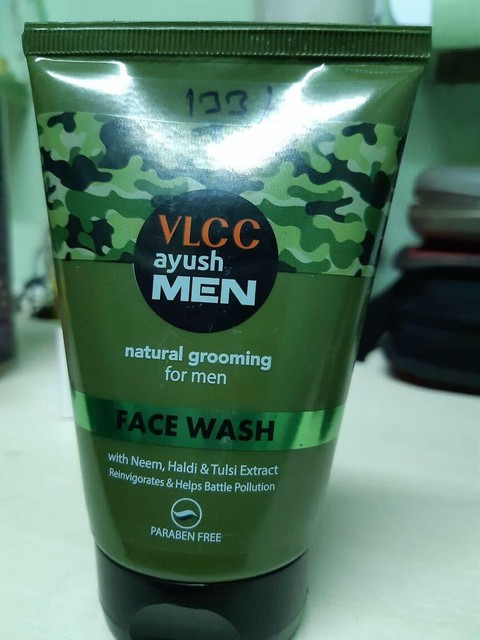 VLCC
ayush
MEN
natural grooming
for men
FACE WASH
with Neem, Haldi & Tulsi Extract
Reinvigorates & Helps Battle Pollution
PARABEN FREE